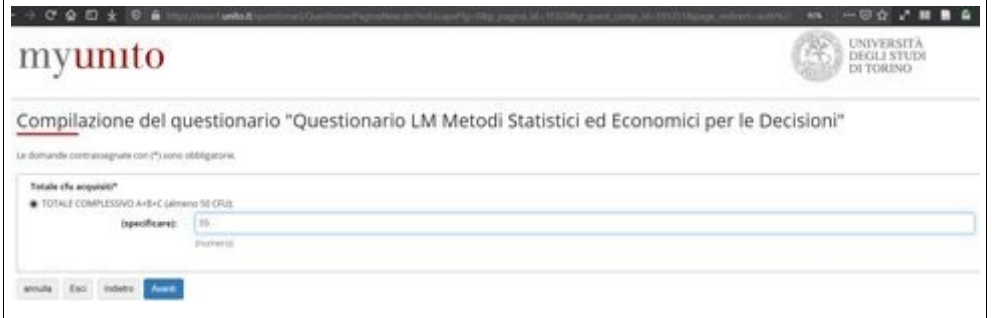 myunito
UNIVERSITÀ
DEGLI STUDI
DI TORINO
Compilazione del questionario "Questionario LM Metodi Statistici ed Economici per le Decisioni"
Le domande contrassegnate con (*) sono obbligatorie.
Totale cfu acquisiti*
TOTALE COMPLESSIVO A+B+C (almeno 50 CFU):
(specificare):
(numero)
annulla Esci Indietro Avanti